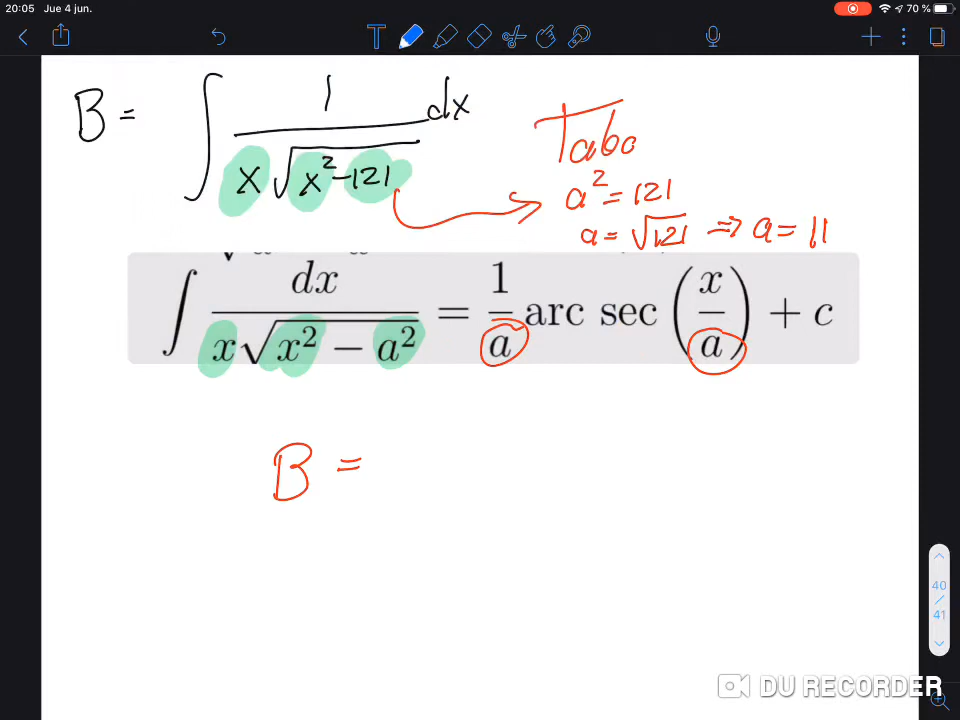 20:05 Jue 4 jun. 70 %
B = ∫ 1 / (x √(x² - 121)) dx
Tabo
a² = 121
a = √121 ⇒ a = 11
∫ dx / (x √(x² − a²)) = 1/a arc sec (x/a) + c
B =
40
/
41
DU RECORDER